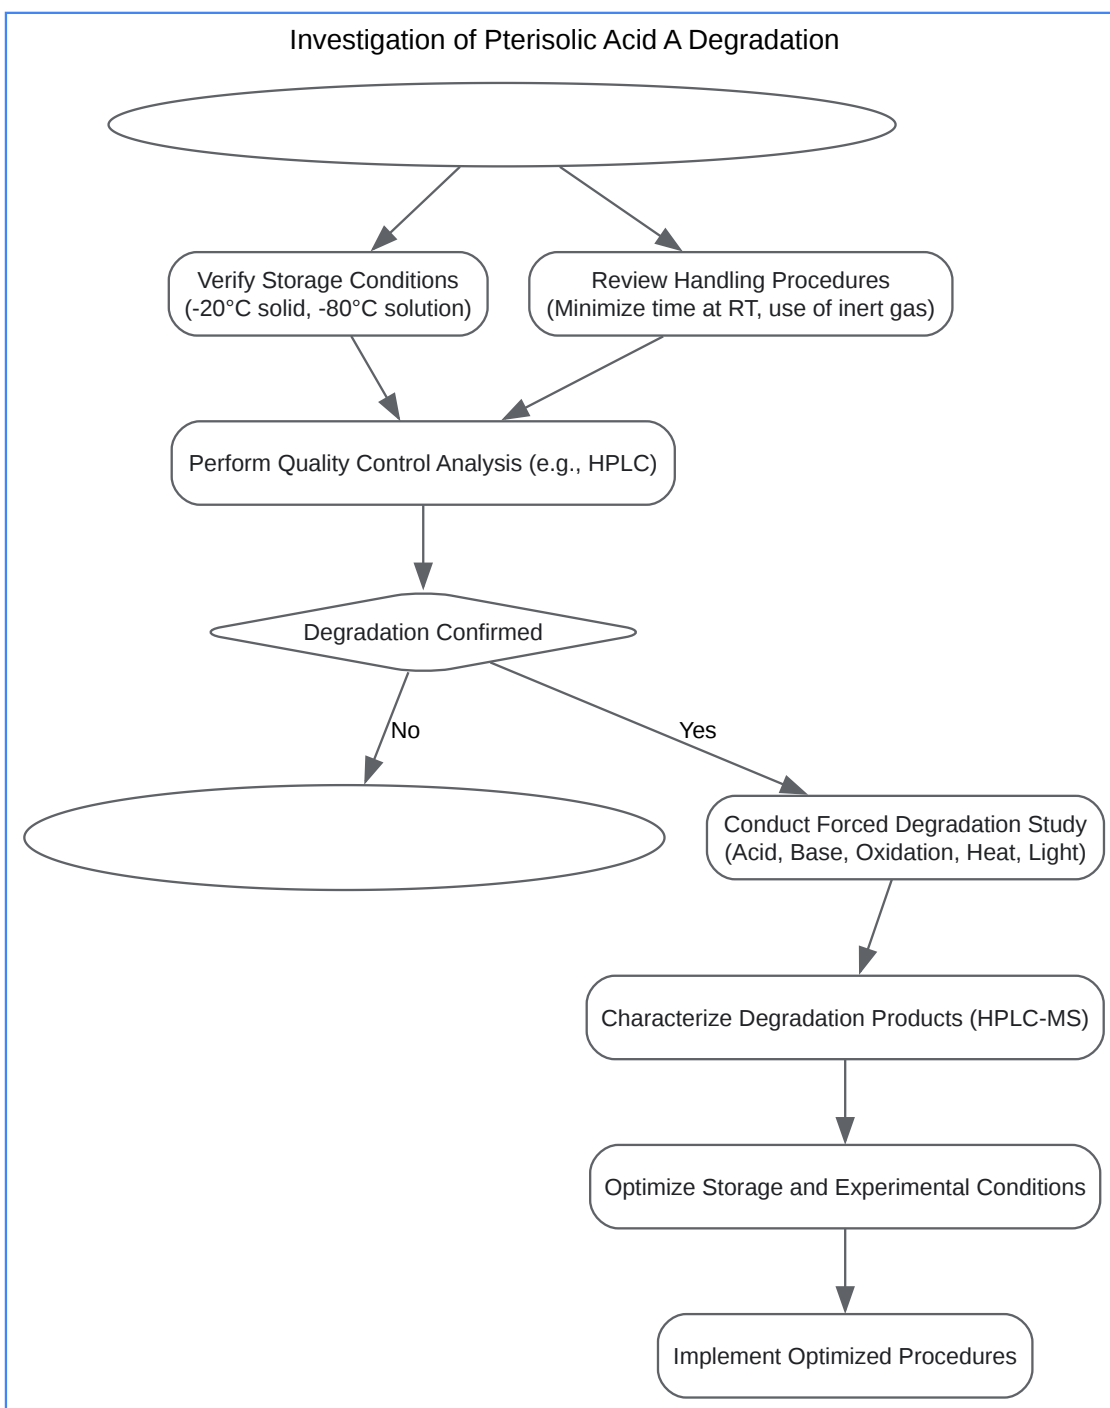 Investigation of Pterisolic Acid A Degradation
Verify Storage Conditions
(-20°C solid, -80°C solution)
Review Handling Procedures
(Minimize time at RT, use of inert gas)
Perform Quality Control Analysis (e.g., HPLC)
Degradation Confirmed
No
Yes
Conduct Forced Degradation Study
(Acid, Base, Oxidation, Heat, Light)
Characterize Degradation Products (HPLC-MS)
Optimize Storage and Experimental Conditions
Implement Optimized Procedures